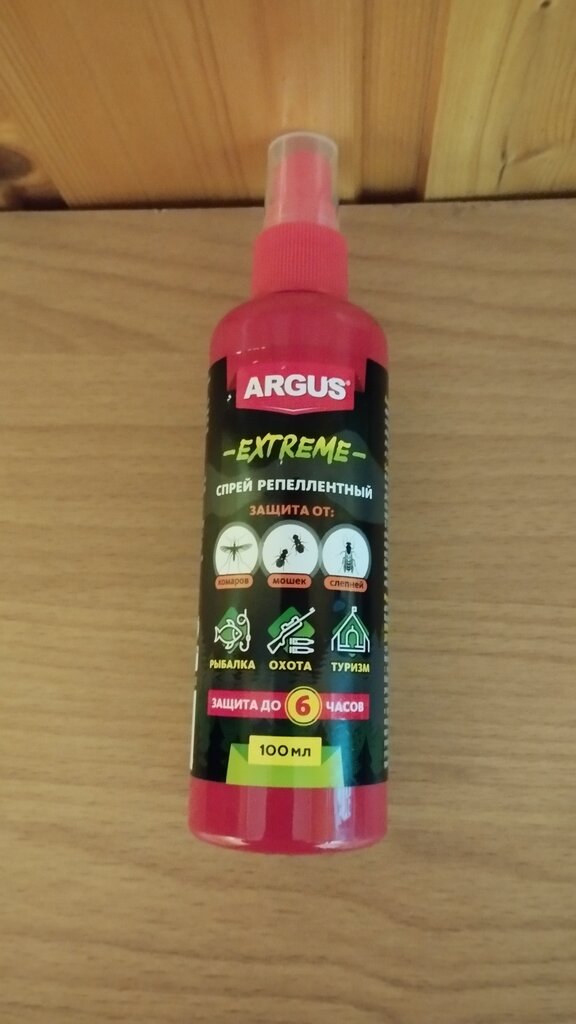 ARGUS®
-EXTREME-
СПРЕЙ РЕПЕЛЛЕНТНЫЙ
ЗАЩИТА ОТ:
комаров мошек слепней
РЫБАЛКА ОХОТА ТУРИЗМ
ЗАЩИТА ДО 6 ЧАСОВ
100 мл